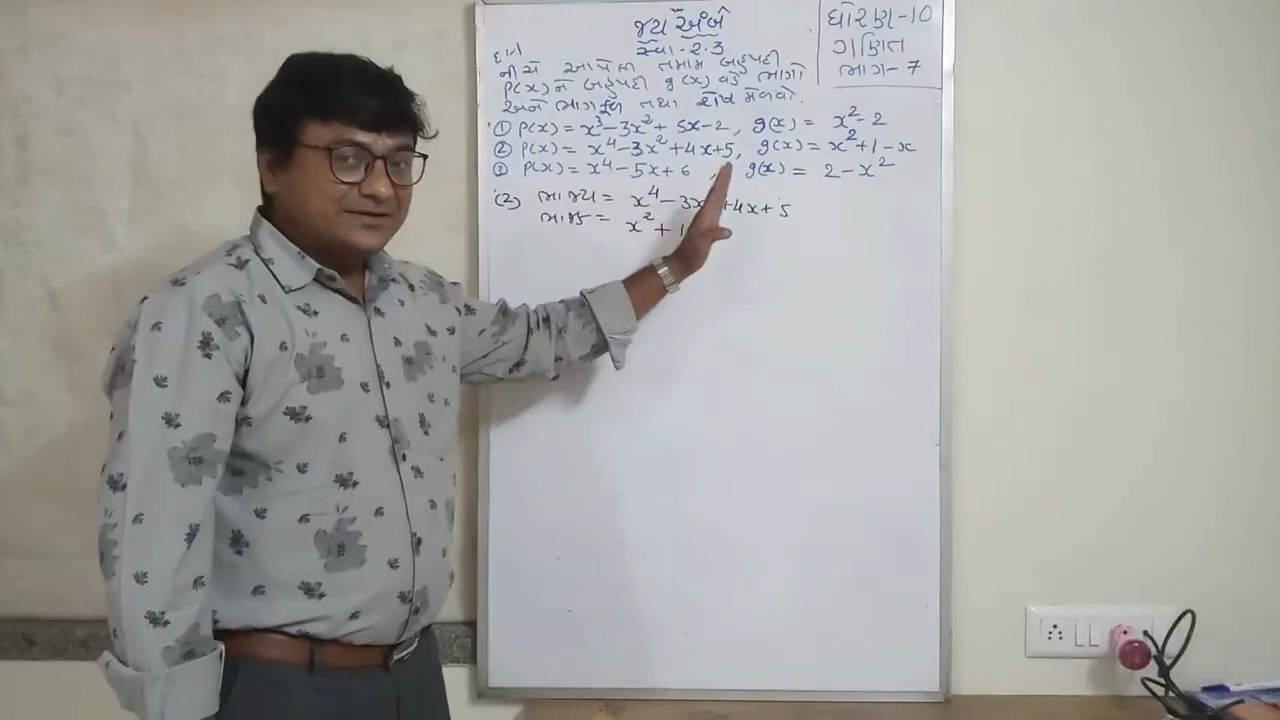 જય અંબે
સ્વા - 2.3
ધોરણ - 10
ગણિત
ભાગ - 7
નીચે આપેલ તમામ બહુપદી
P(x) ને બહુપદી g(x) વડે ભાગો
અને ભાગફળ તથા શેષ મેળવો.
① P(x) = x³ - 3x² + 5x - 2, g(x) = x² - 2
② P(x) = x⁴ - 3x² + 4x + 5, g(x) = x² + 1 - x
③ P(x) = x⁴ - 5x + 6, g(x) = 2 - x²
(2) ભાજ્ય = x⁴ - 3x + 4x + 5
ભાજક = x² + 1